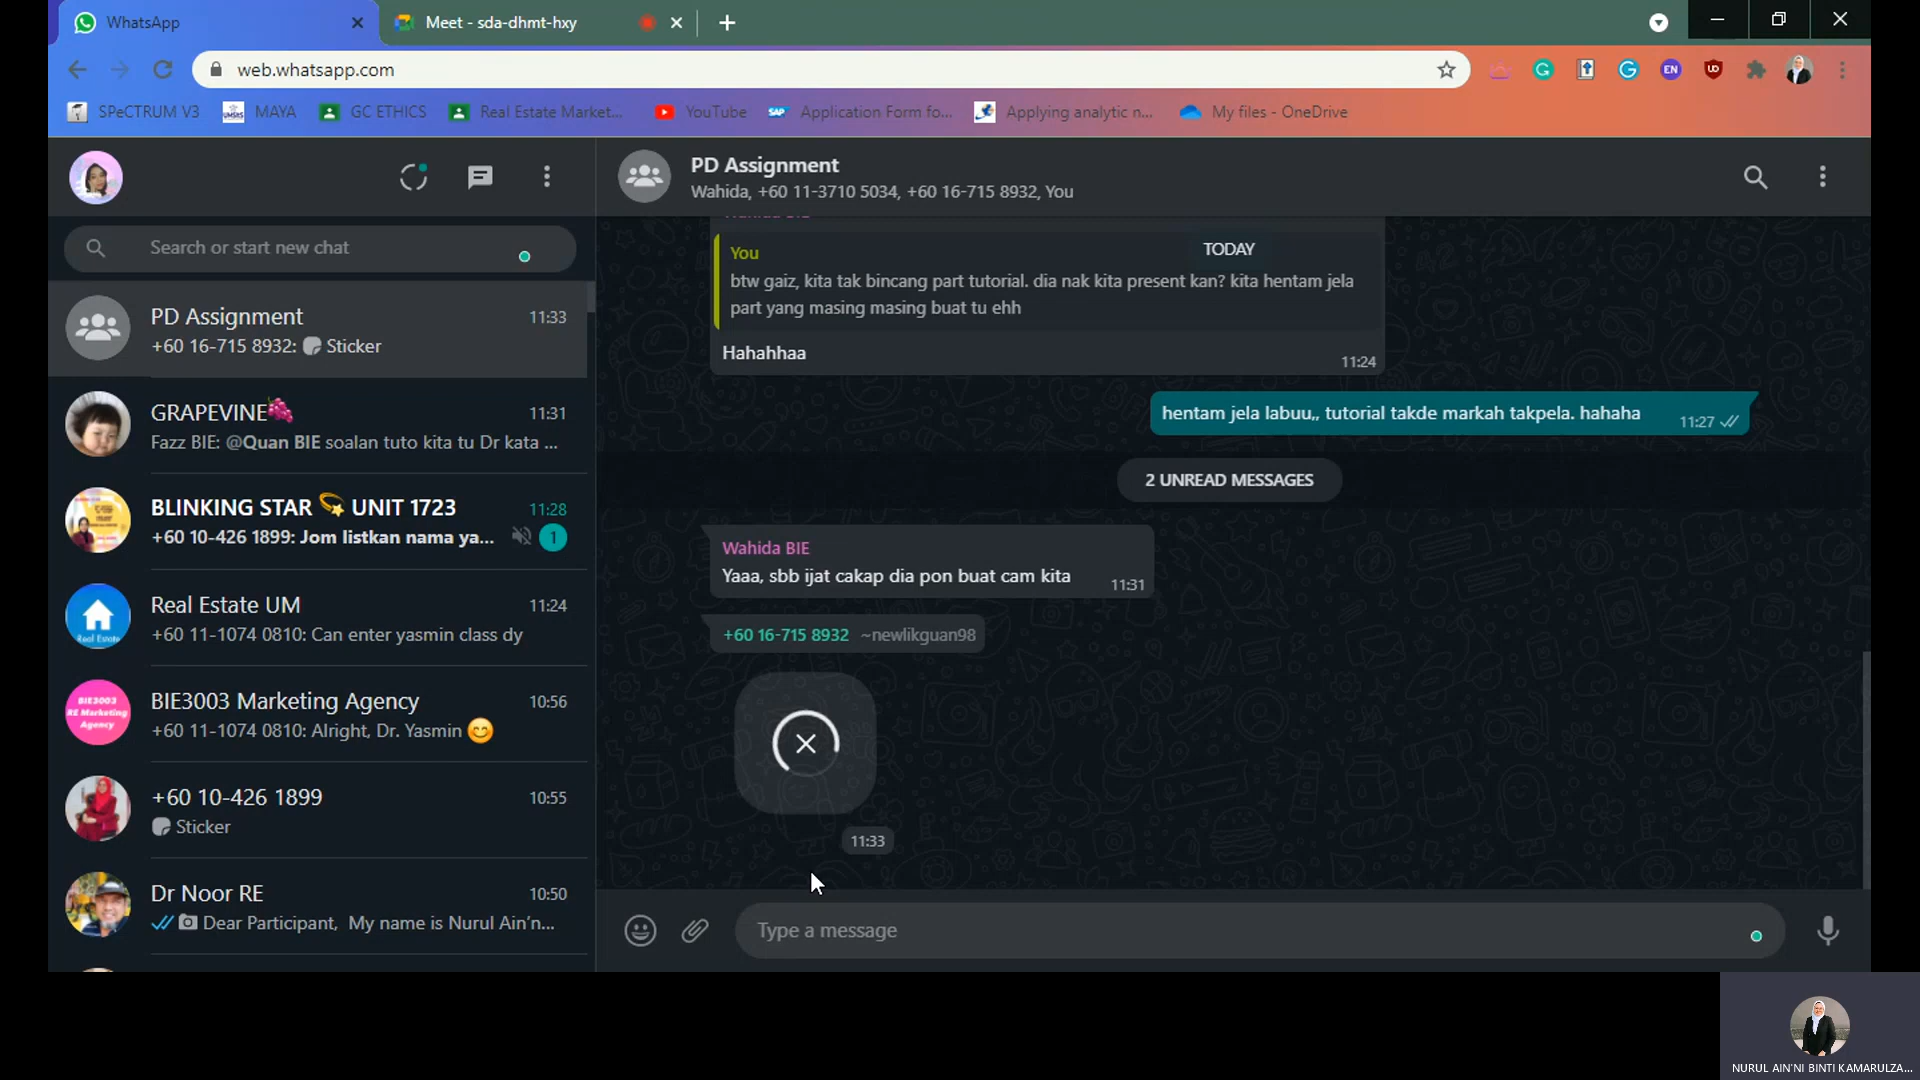 WhatsApp
Meet - sda-dhmt-hxy
web.whatsapp.com
EN
SPeCTRUM V3
MAYA
GC ETHICS
Real Estate Market...
YouTube
SAP
Application Form fo...
Applying analytic n...
My files - OneDrive
PD Assignment
Wahida, +60 11-3710 5034, +60 16-715 8932, You
Search or start new chat
PD Assignment
11:33
+60 16-715 8932: Sticker
GRAPEVINE🍇
11:31
Fazz BIE: @Quan BIE soalan tuto kita tu Dr kata ...
BLINKING STAR 💫 UNIT 1723
11:28
+60 10-426 1899: Jom listkan nama ya...
1
Real Estate UM
11:24
+60 11-1074 0810: Can enter yasmin class dy
Real Estate
BIE3003 Marketing Agency
10:56
+60 11-1074 0810: Alright, Dr. Yasmin 😊
BIE3003
RE Marketing
Agency
+60 10-426 1899
10:55
Sticker
Dr Noor RE
10:50
Dear Participant, My name is Nurul Ain'n...
You
TODAY
btw gaiz, kita tak bincang part tutorial. dia nak kita present kan? kita hentam jela
part yang masing masing buat tu ehh
Hahahhaa
11:24
hentam jela labuu,, tutorial takde markah takpela. hahaha
11:27
2 UNREAD MESSAGES
Wahida BIE
Yaaa, sbb ijat cakap dia pon buat cam kita
11:31
+60 16-715 8932 ~newlikguan98
11:33
Type a message
NURUL AIN'NI BINTI KAMARULZA...